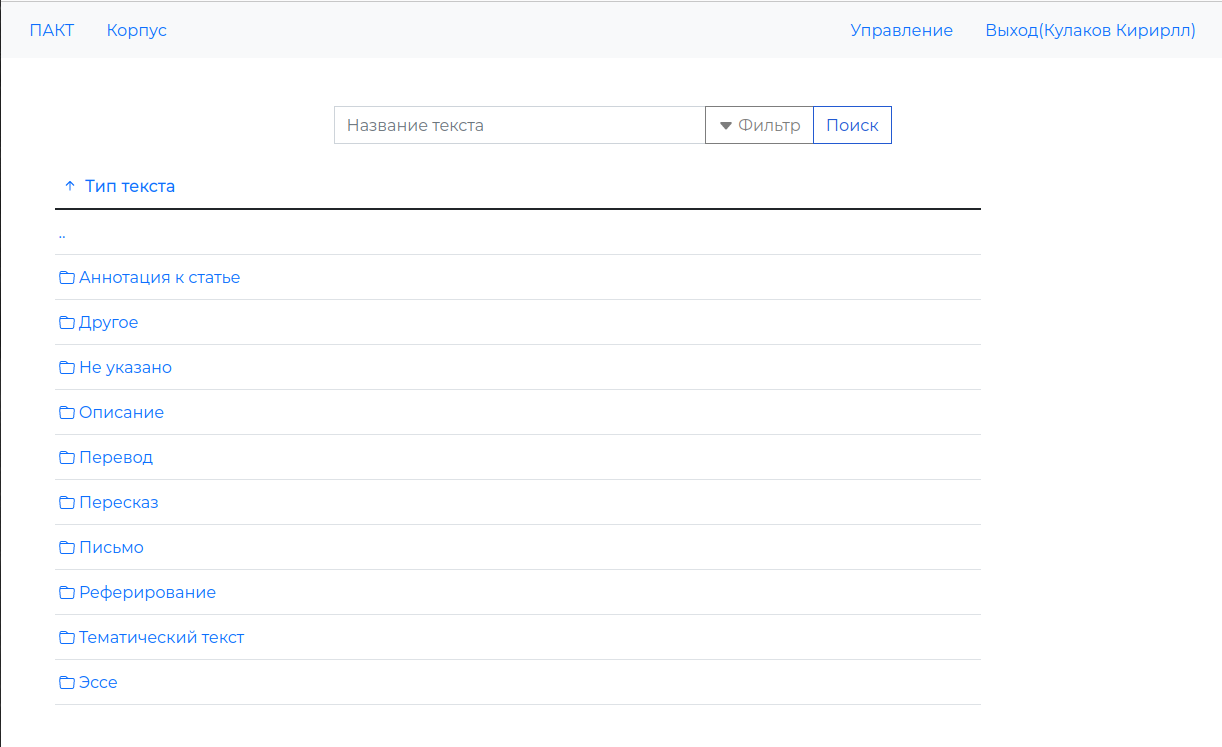 ПАКТ Корпус Управление Выход(Кулаков Кирирлл)
Название текста Фильтр Поиск
↑ Тип текста
..
Аннотация к статье
Другое
Не указано
Описание
Перевод
Пересказ
Письмо
Реферирование
Тематический текст
Эссе